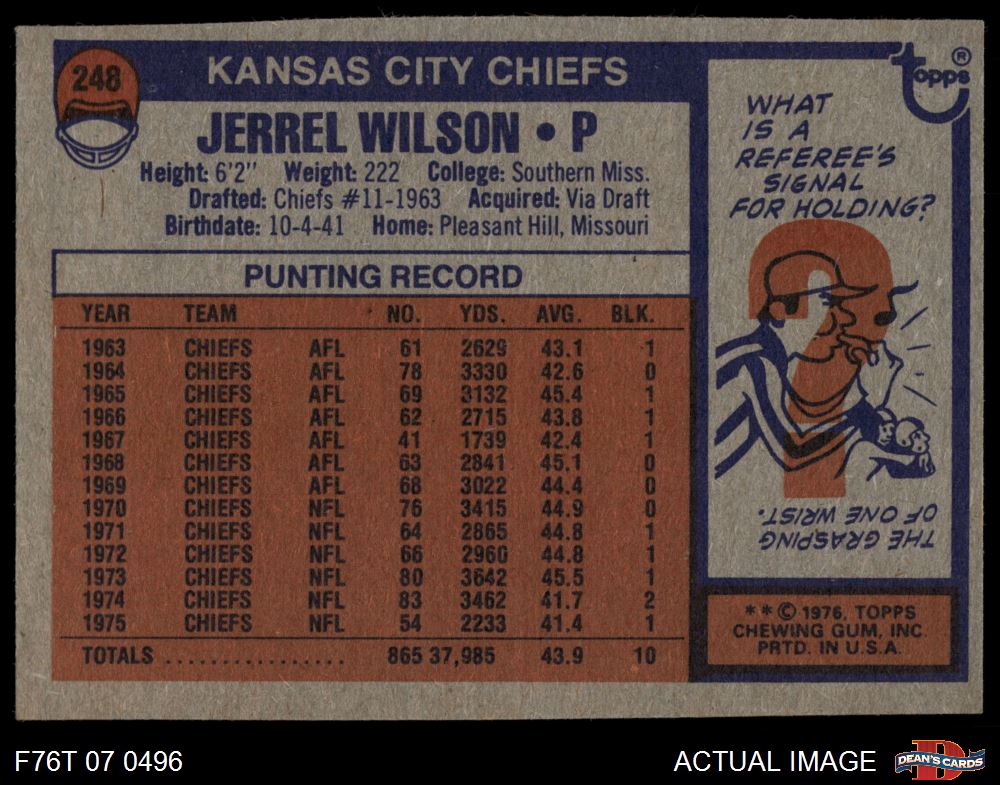 248
KANSAS CITY CHIEFS
JERREL WILSON • P
Height: 6'2" Weight: 222 College: Southern Miss.
Drafted: Chiefs #11-1963 Acquired: Via Draft
Birthdate: 10-4-41 Home: Pleasant Hill, Missouri
PUNTING RECORD
YEAR TEAM NO. YDS. AVG. BLK.
1963 CHIEFS AFL 61 2629 43.1 1
1964 CHIEFS AFL 78 3330 42.6 0
1965 CHIEFS AFL 69 3132 45.4 1
1966 CHIEFS AFL 62 2715 43.8 1
1967 CHIEFS AFL 41 1739 42.4 1
1968 CHIEFS AFL 63 2841 45.1 0
1969 CHIEFS AFL 68 3022 44.4 0
1970 CHIEFS NFL 76 3415 44.9 0
1971 CHIEFS NFL 64 2865 44.8 1
1972 CHIEFS NFL 66 2960 44.8 1
1973 CHIEFS NFL 80 3642 45.5 1
1974 CHIEFS NFL 83 3462 41.7 2
1975 CHIEFS NFL 54 2233 41.4 1
TOTALS ................ 865 37,985 43.9 10
topps ®
WHAT
IS A
REFEREE'S
SIGNAL
FOR HOLDING?
?
THE GRASPING
OF ONE WRIST.
* * © 1976, TOPPS
CHEWING GUM, INC.
PRTD. IN U.S.A.
F76T 07 0496
ACTUAL IMAGE
D
DEAN'S CARDS